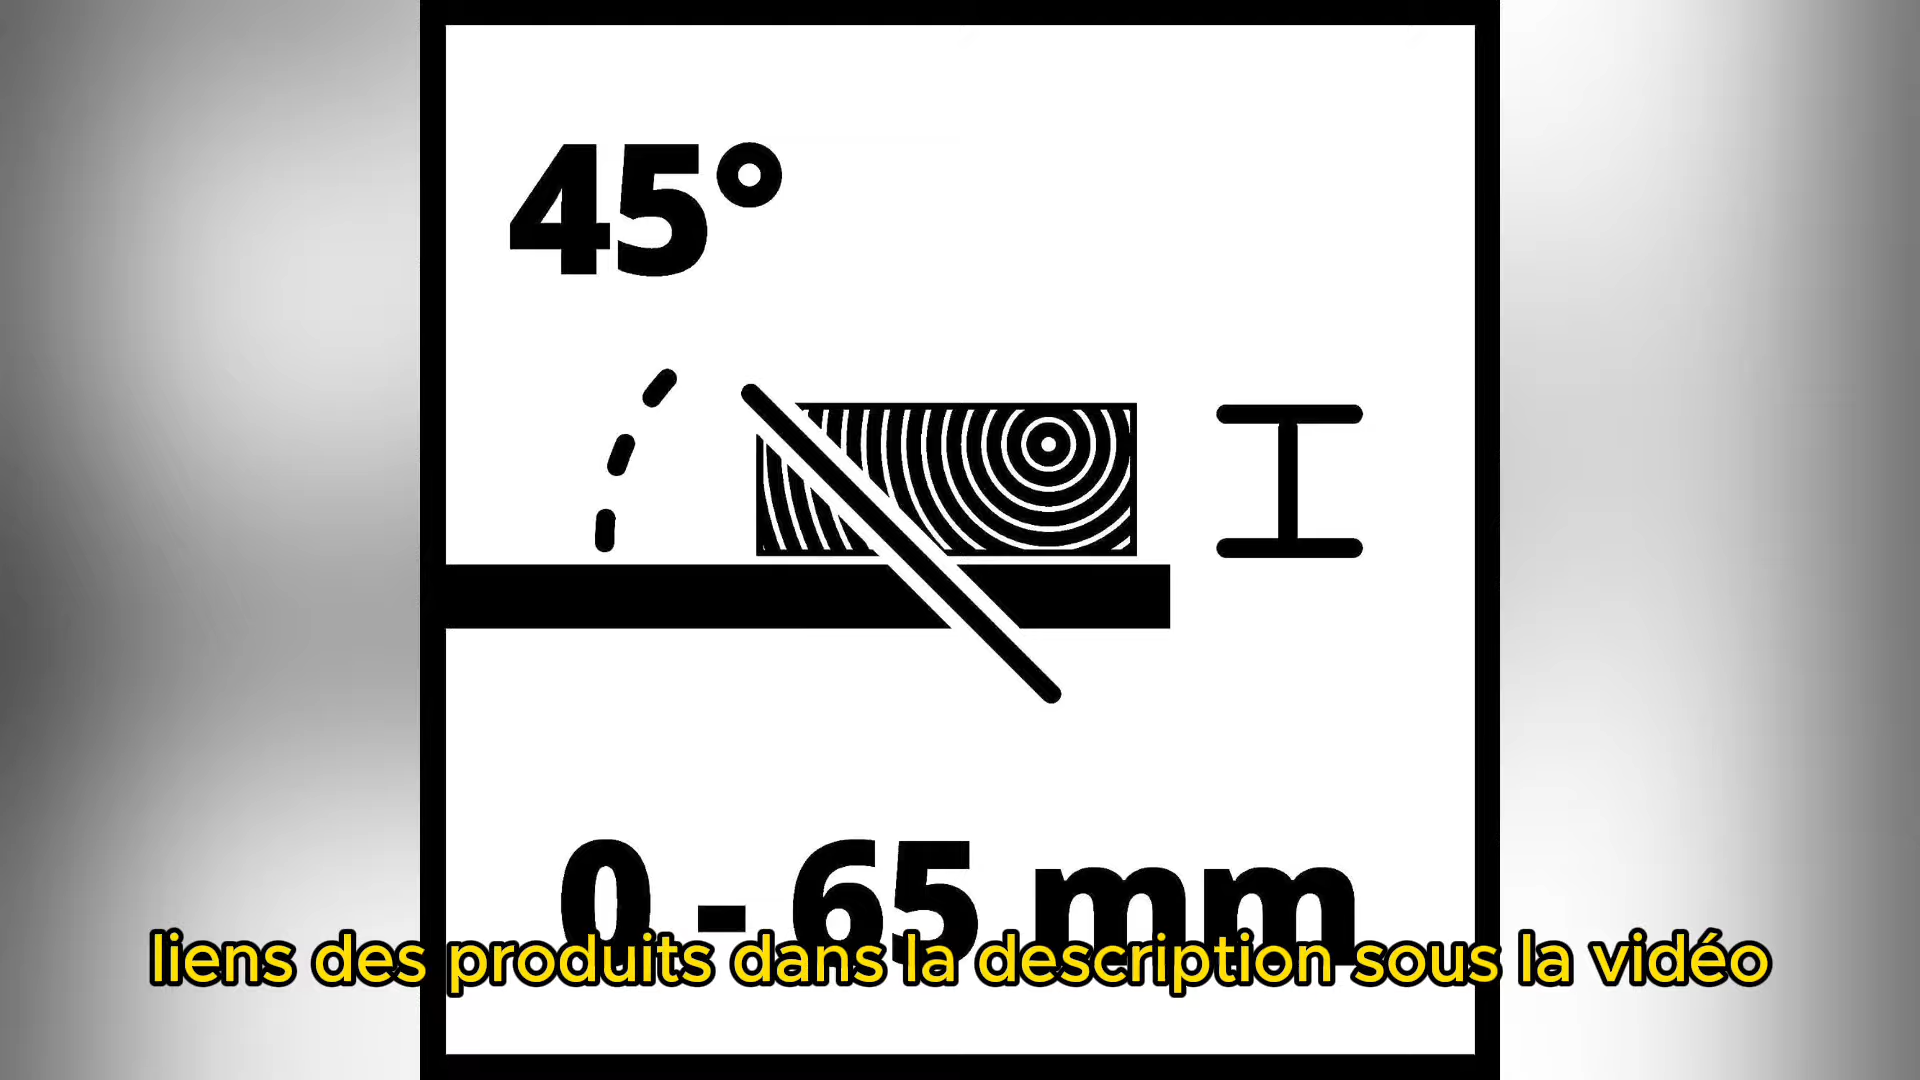 45°
0 - 65 mm
liens des produits dans la description sous la vidéo